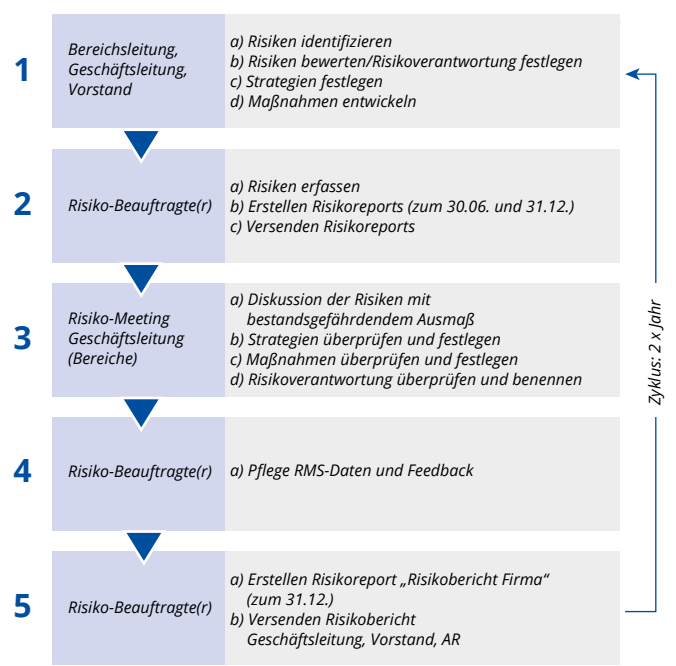 1
Bereichsleitung,
Geschäftsleitung,
Vorstand
a) Risiken identifizieren
b) Risiken bewerten/Risikoverantwortung festlegen
c) Strategien festlegen
d) Maßnahmen entwickeln
2
Risiko-Beauftragte(r)
a) Risiken erfassen
b) Erstellen Risikoreports (zum 30.06. und 31.12.)
c) Versenden Risikoreports
3
Risiko-Meeting
Geschäftsleitung
(Bereiche)
a) Diskussion der Risiken mit
bestandsgefährdendem Ausmaß
b) Strategien überprüfen und festlegen
c) Maßnahmen überprüfen und festlegen
d) Risikoverantwortung überprüfen und benennen
4
Risiko-Beauftragte(r)
a) Pflege RMS-Daten und Feedback
5
Risiko-Beauftragte(r)
a) Erstellen Risikoreport „Risikobericht Firma“
(zum 31.12.)
b) Versenden Risikobericht
Geschäftsleitung, Vorstand, AR
Zyklus: 2 x Jahr